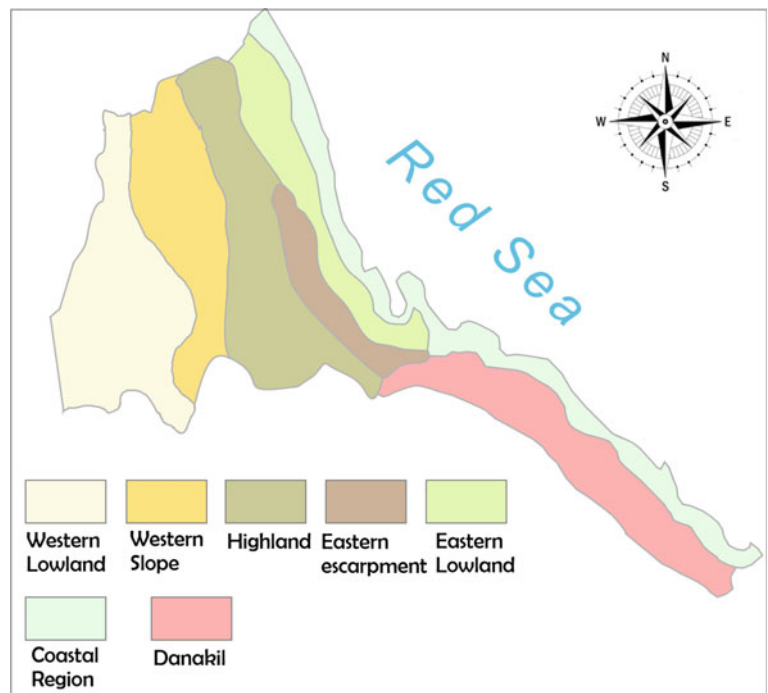 N
W
E
S
Red Sea
Western
Lowland
Western
Slope
Highland
Eastern
escarpment
Eastern
Lowland
Coastal
Region
Danakil